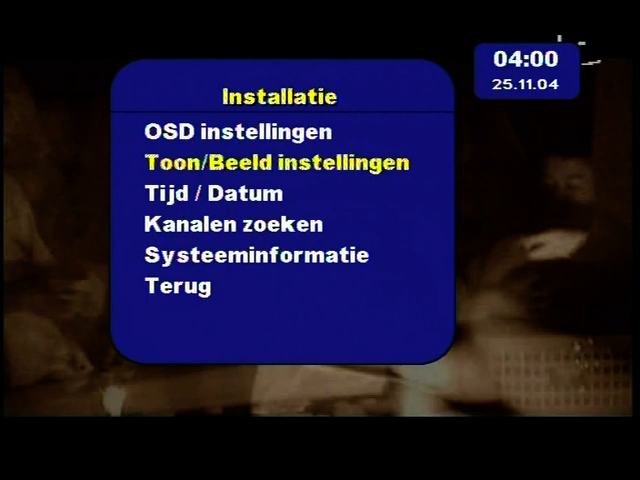 04:00
25.11.04
Installatie
OSD instellingen
Toon/Beeld instellingen
Tijd / Datum
Kanalen zoeken
Systeeminformatie
Terug